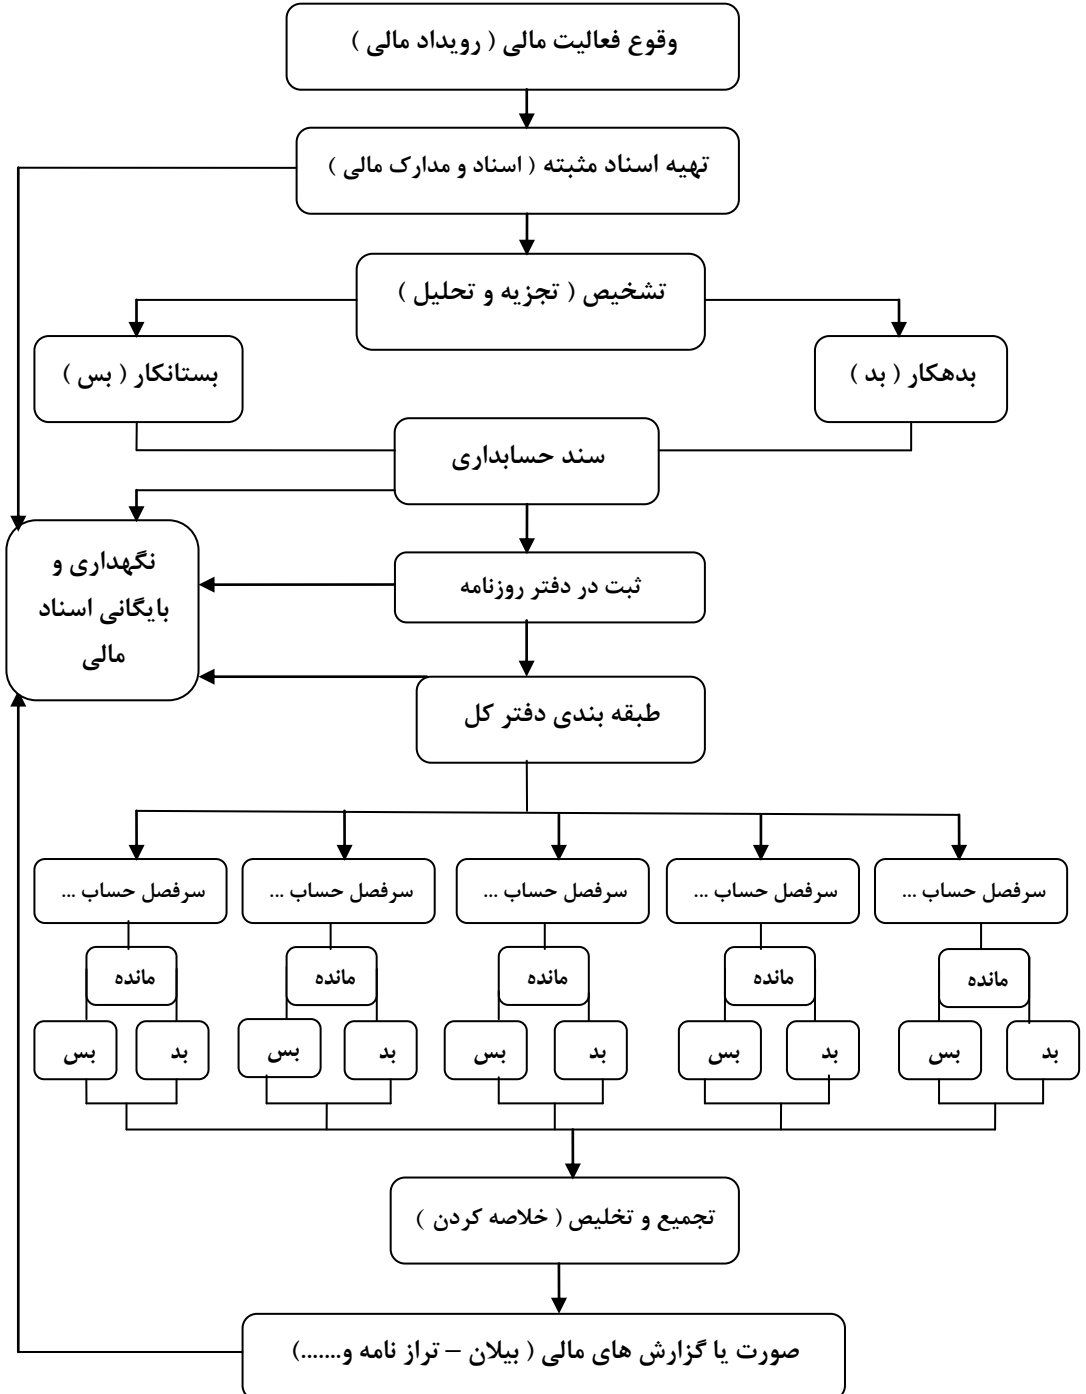 وقوع فعالیت مالی ( رویداد مالی )
تهیه اسناد مثبته ( اسناد و مدارک مالی )
تشخیص ( تجزیه و تحلیل )
بدهکار ( بد )
بستانکار ( بس )
سند حسابداری
نگهداری و
بایگانی اسناد
مالی
ثبت در دفتر روزنامه
طبقه بندی دفتر کل
سرفصل حساب ...
سرفصل حساب ...
سرفصل حساب ...
سرفصل حساب ...
سرفصل حساب ...
مانده
مانده
مانده
مانده
مانده
بد
بس
بد
بس
بد
بس
بد
بس
بد
بس
تجمیع و تخلیص ( خلاصه کردن )
صورت یا گزارش های مالی ( بیلان – تراز نامه و.......)